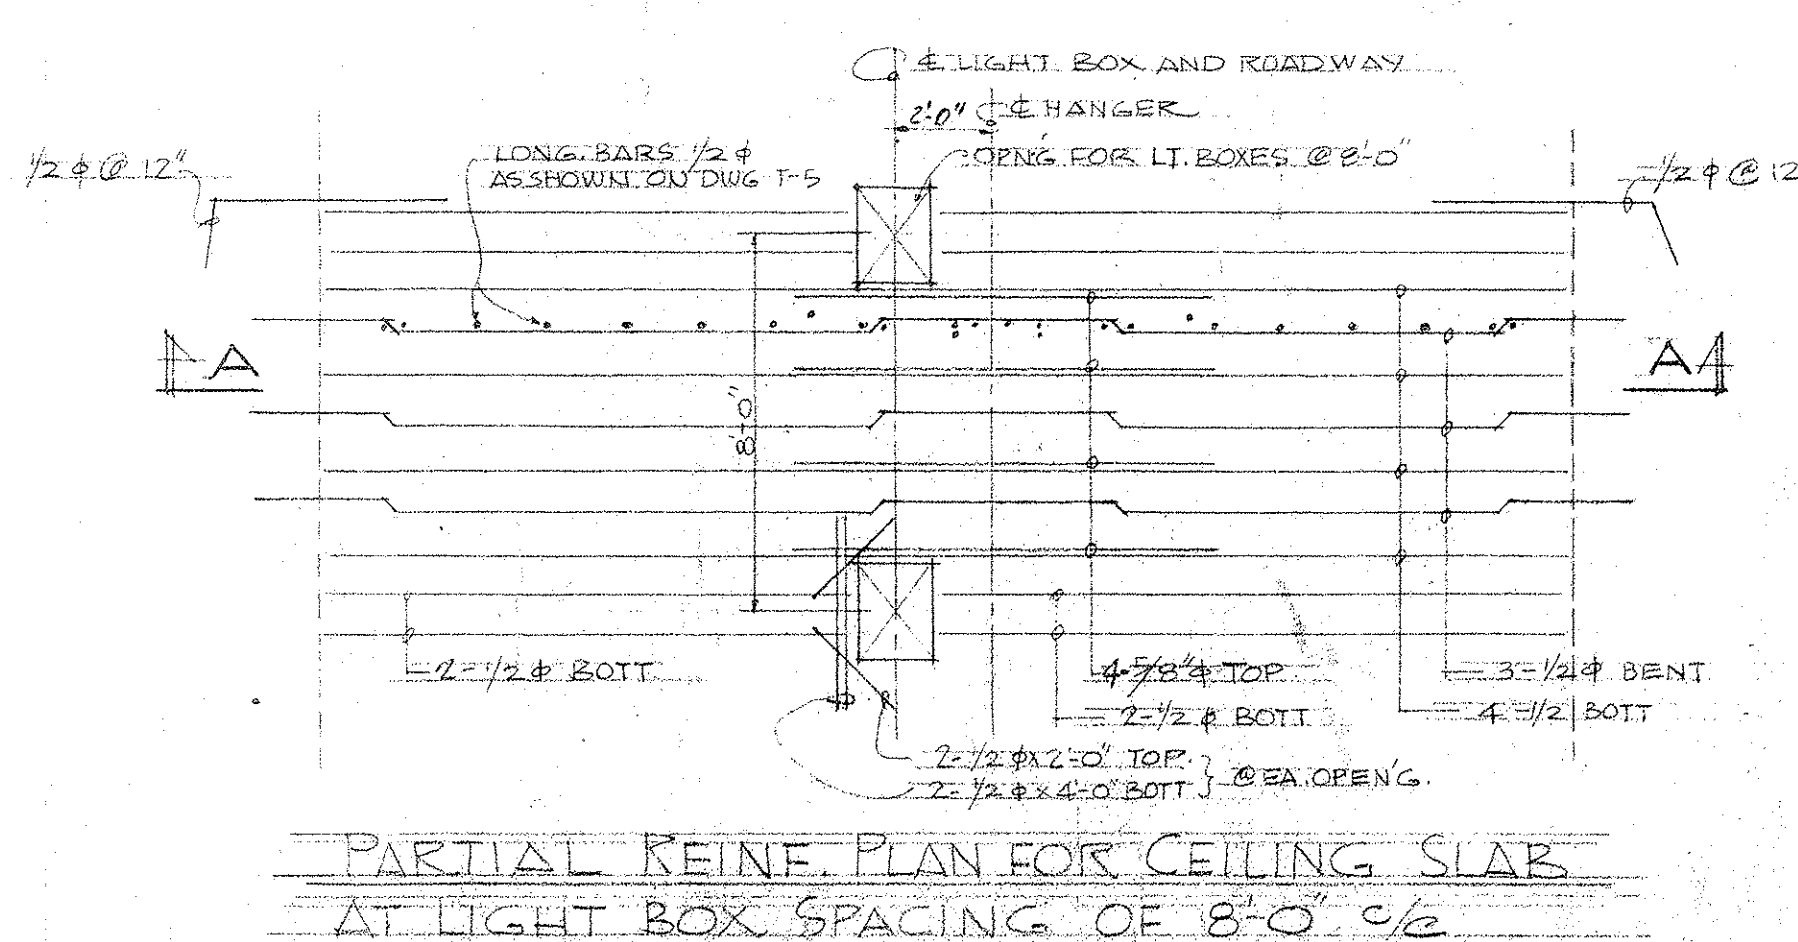 ℄ LIGHT BOX AND ROADWAY
2'-0" ℄ HANGER
1/2 ϕ @ 12"
LONG. BARS 1/2 ϕ
AS SHOWN ON DWG T-5
OPN'G FOR LT. BOXES @ 8'-0"
1/2 ϕ @ 12
A
A
8'-0"
2-1/2 ϕ BOTT.
4-5/8" ϕ TOP
3-1/2 ϕ BENT
2-1/2 ϕ BOTT
4-1/2 BOTT
2-1/2 ϕ x 2'-0" TOP.
2-1/2 ϕ x 4'-0" BOTT } @ EA. OPEN'G.
PARTIAL REINF. PLAN FOR CEILING SLAB
AT LIGHT BOX SPACING OF 8'-0" c/c